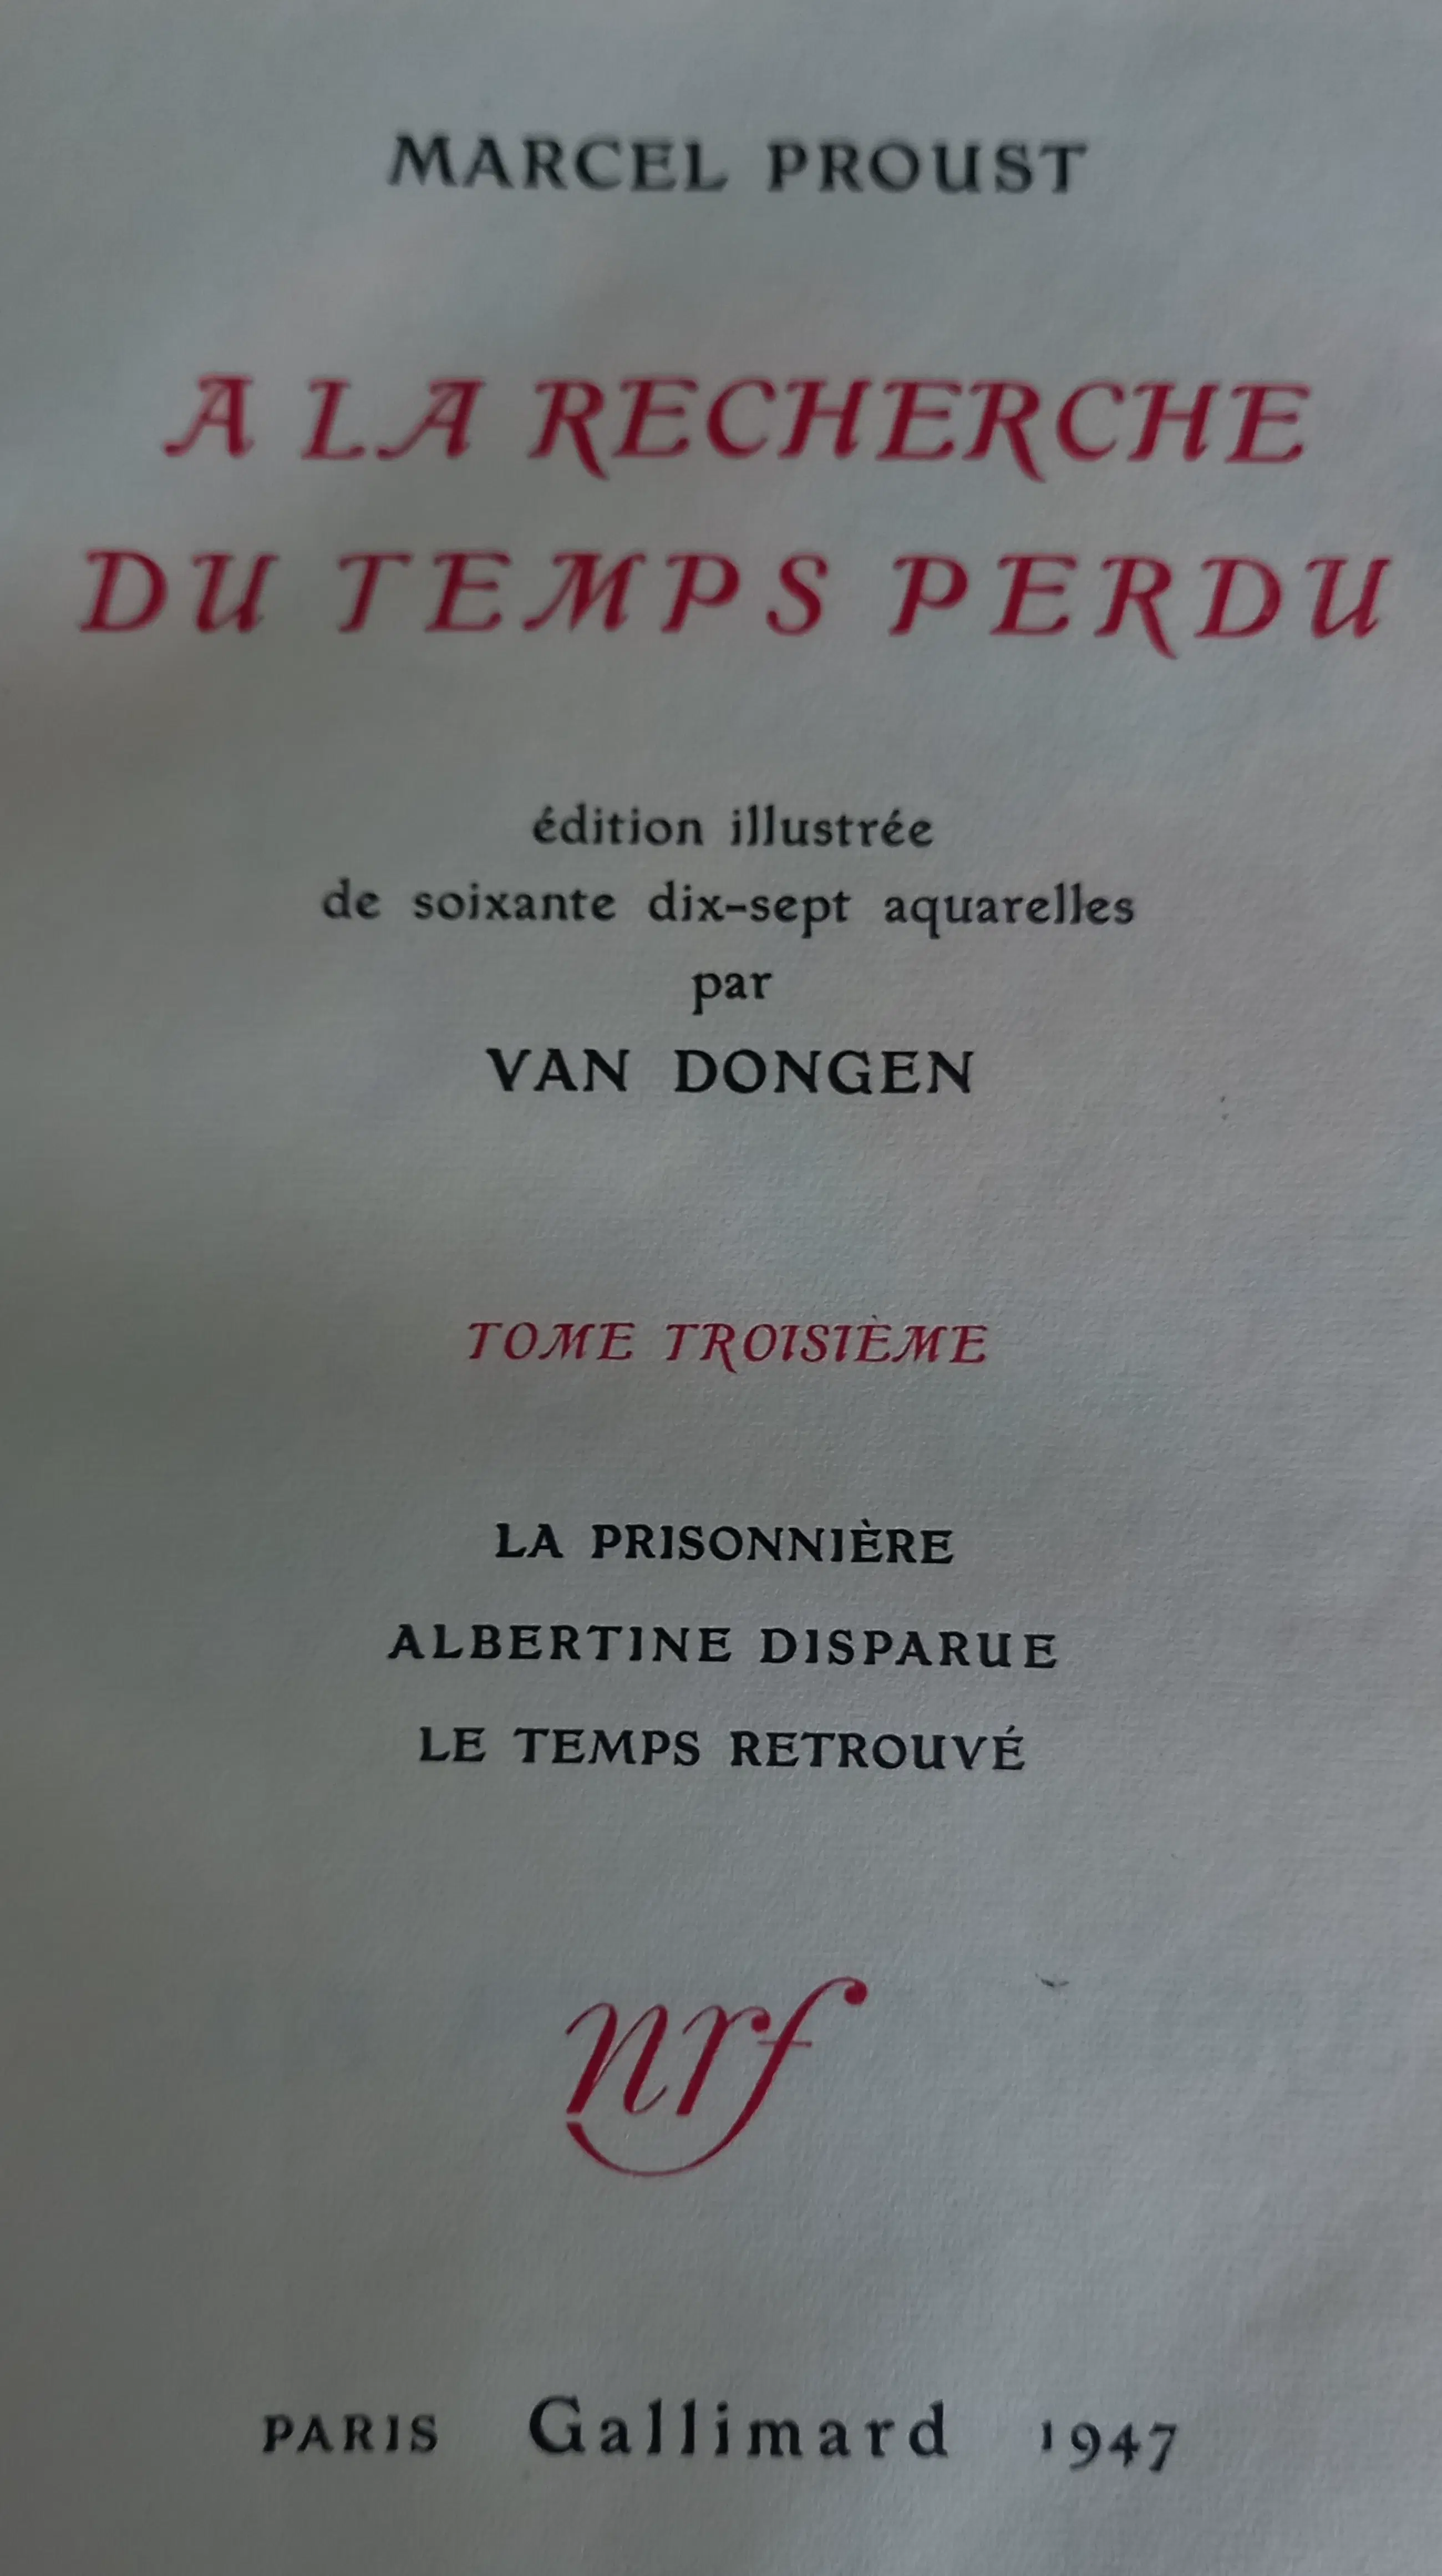 MARCEL PROUST
A LA RECHERCHE
DU TEMPS PERDU
édition illustrée
de soixante dix-sept aquarelles
par
VAN DONGEN
TOME TROISIÈME
LA PRISONNIÈRE
ALBERTINE DISPARUE
LE TEMPS RETROUVÉ
nrf
PARIS Gallimard 1947